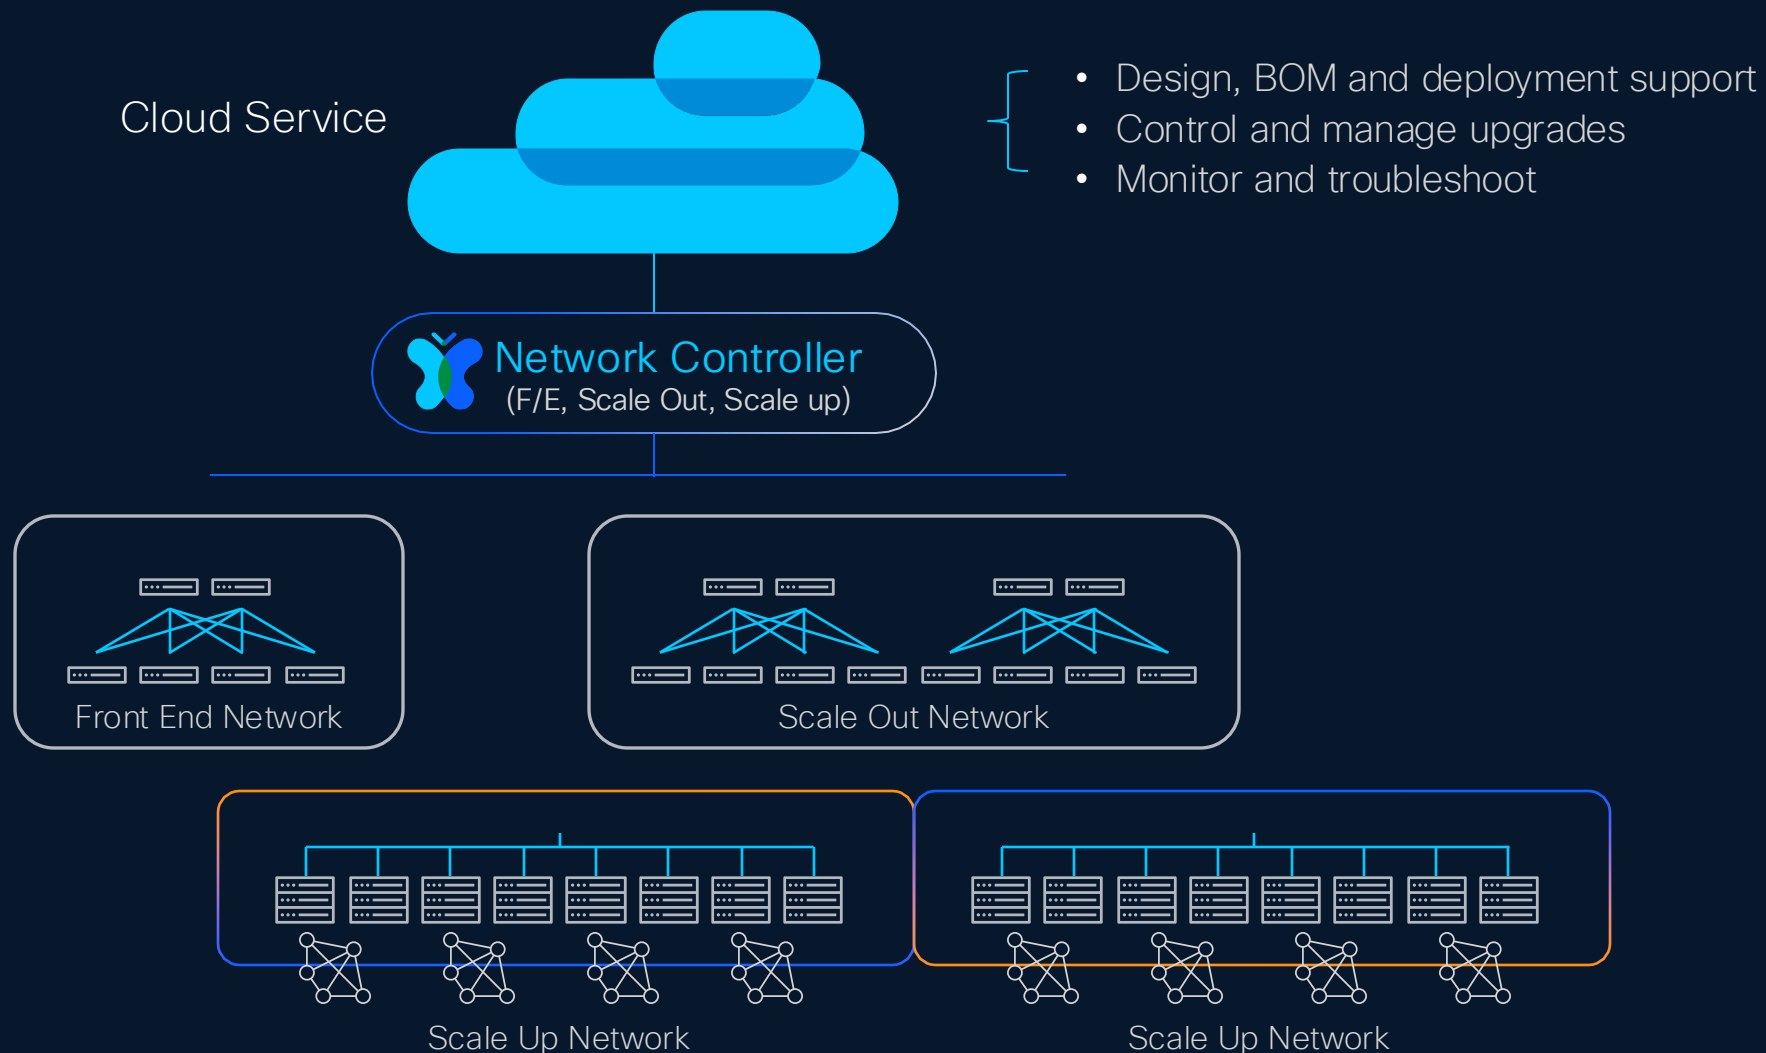 Cloud Service
• Design, BOM and deployment support
• Control and manage upgrades
• Monitor and troubleshoot
Network Controller
(F/E, Scale Out, Scale up)
Front End Network
Scale Out Network
Scale Up Network
Scale Up Network